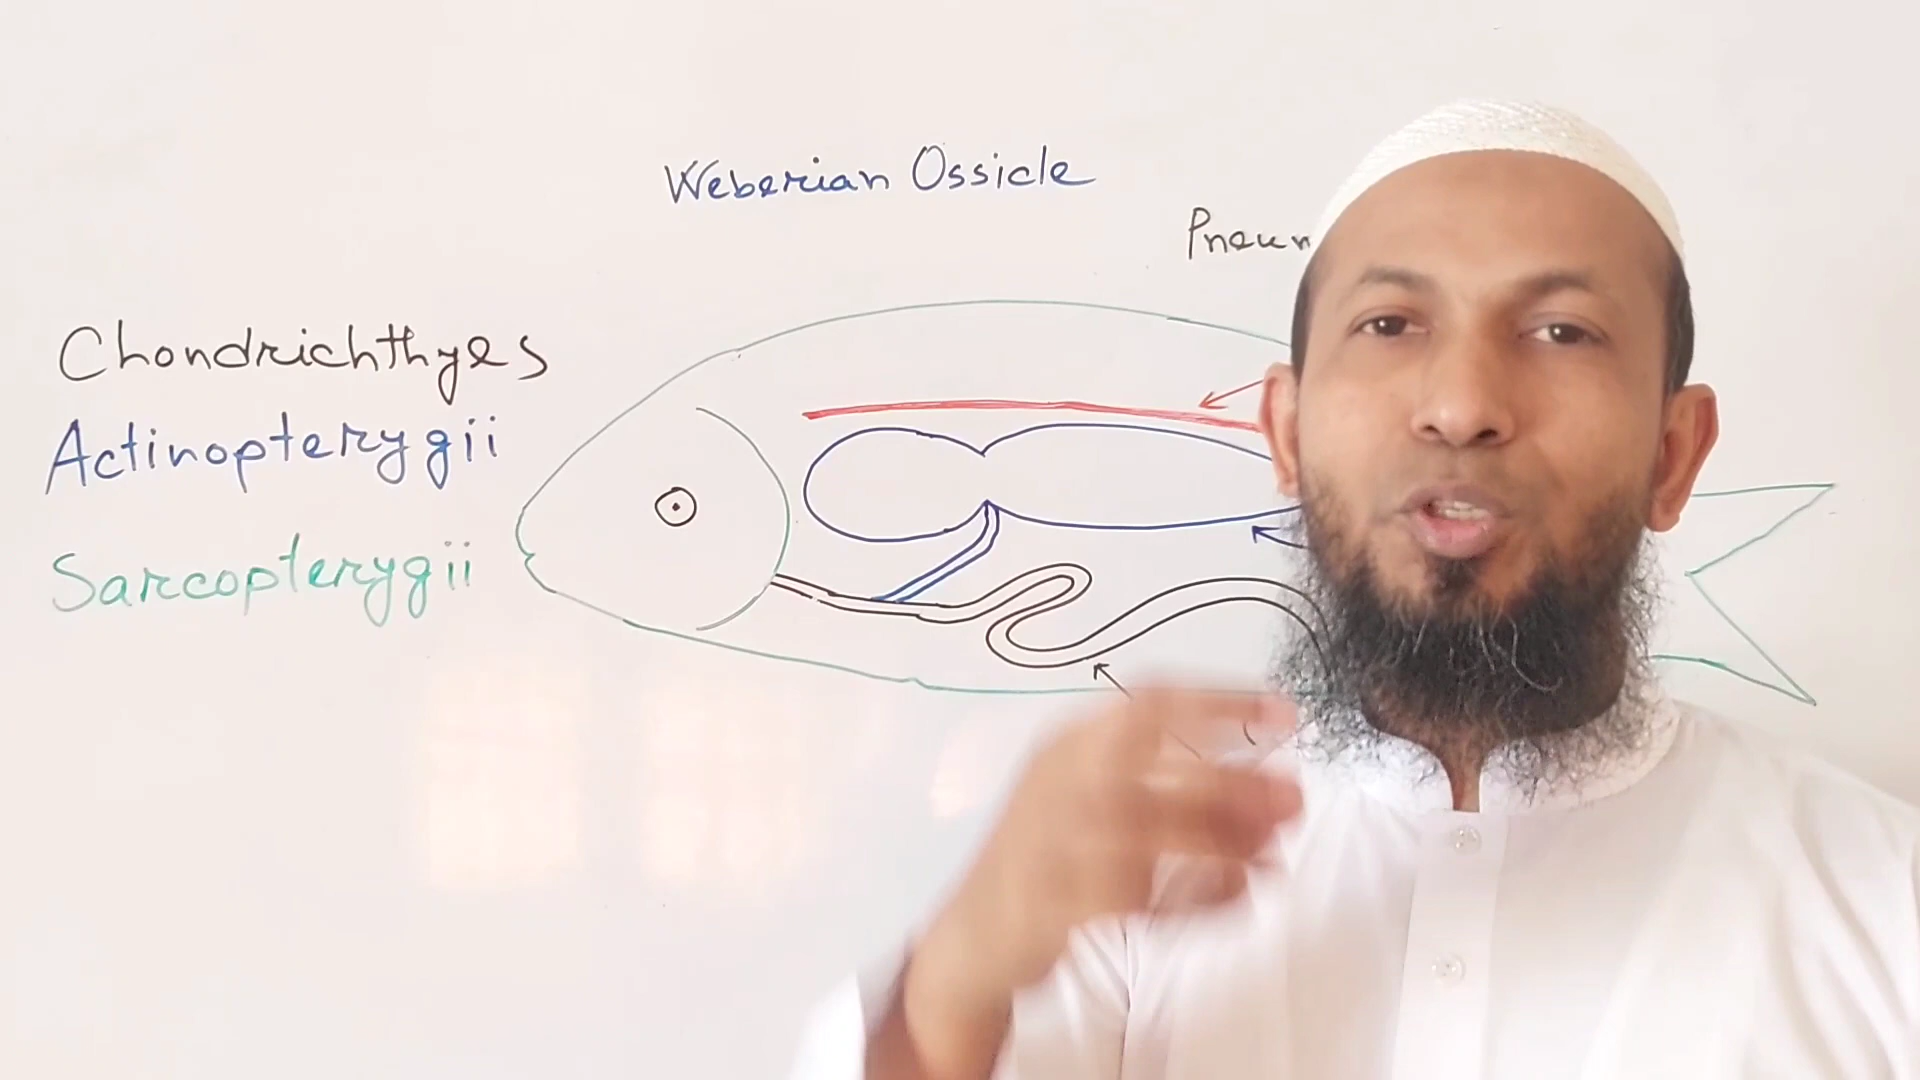 Weberian Ossicle
Chondrichthyes
Actinopterygii
Sarcopterygii